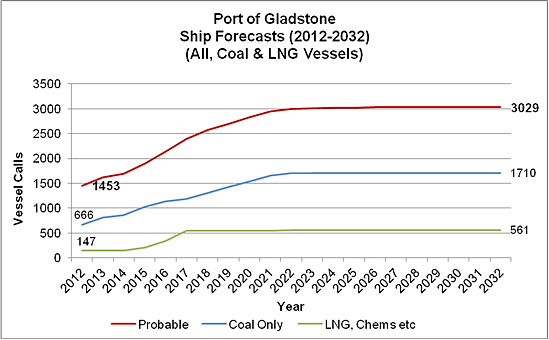 Port of Gladstone
Ship Forecasts (2012-2032)
(All, Coal & LNG Vessels)
3500
3000
2500
2000
1500
1000
500
0
Vessel Calls
1453
666
147
3029
1710
561
2012 2013 2014 2015 2016 2017 2018 2019 2020 2021 2022 2023 2024 2025 2026 2027 2028 2029 2030 2031 2032
Year
Probable Coal Only LNG, Chems etc